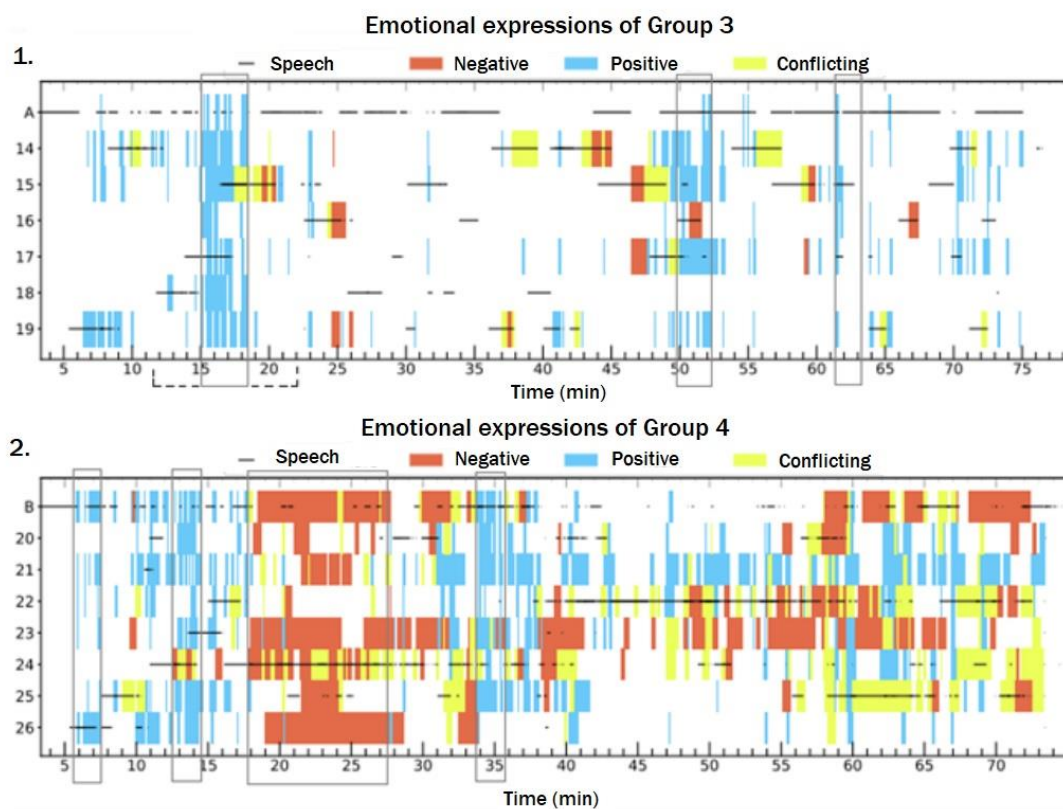 Emotional expressions of Group 3
1.
Speech Negative Positive Conflicting
A
14
15
16
17
18
19
5 10 15 20 25 30 35 40 45 50 55 60 65 70 75
Time (min)
Emotional expressions of Group 4
2.
Speech Negative Positive Conflicting
B
20
21
22
23
24
25
26
5 10 15 20 25 30 35 40 45 50 55 60 65 70
Time (min)